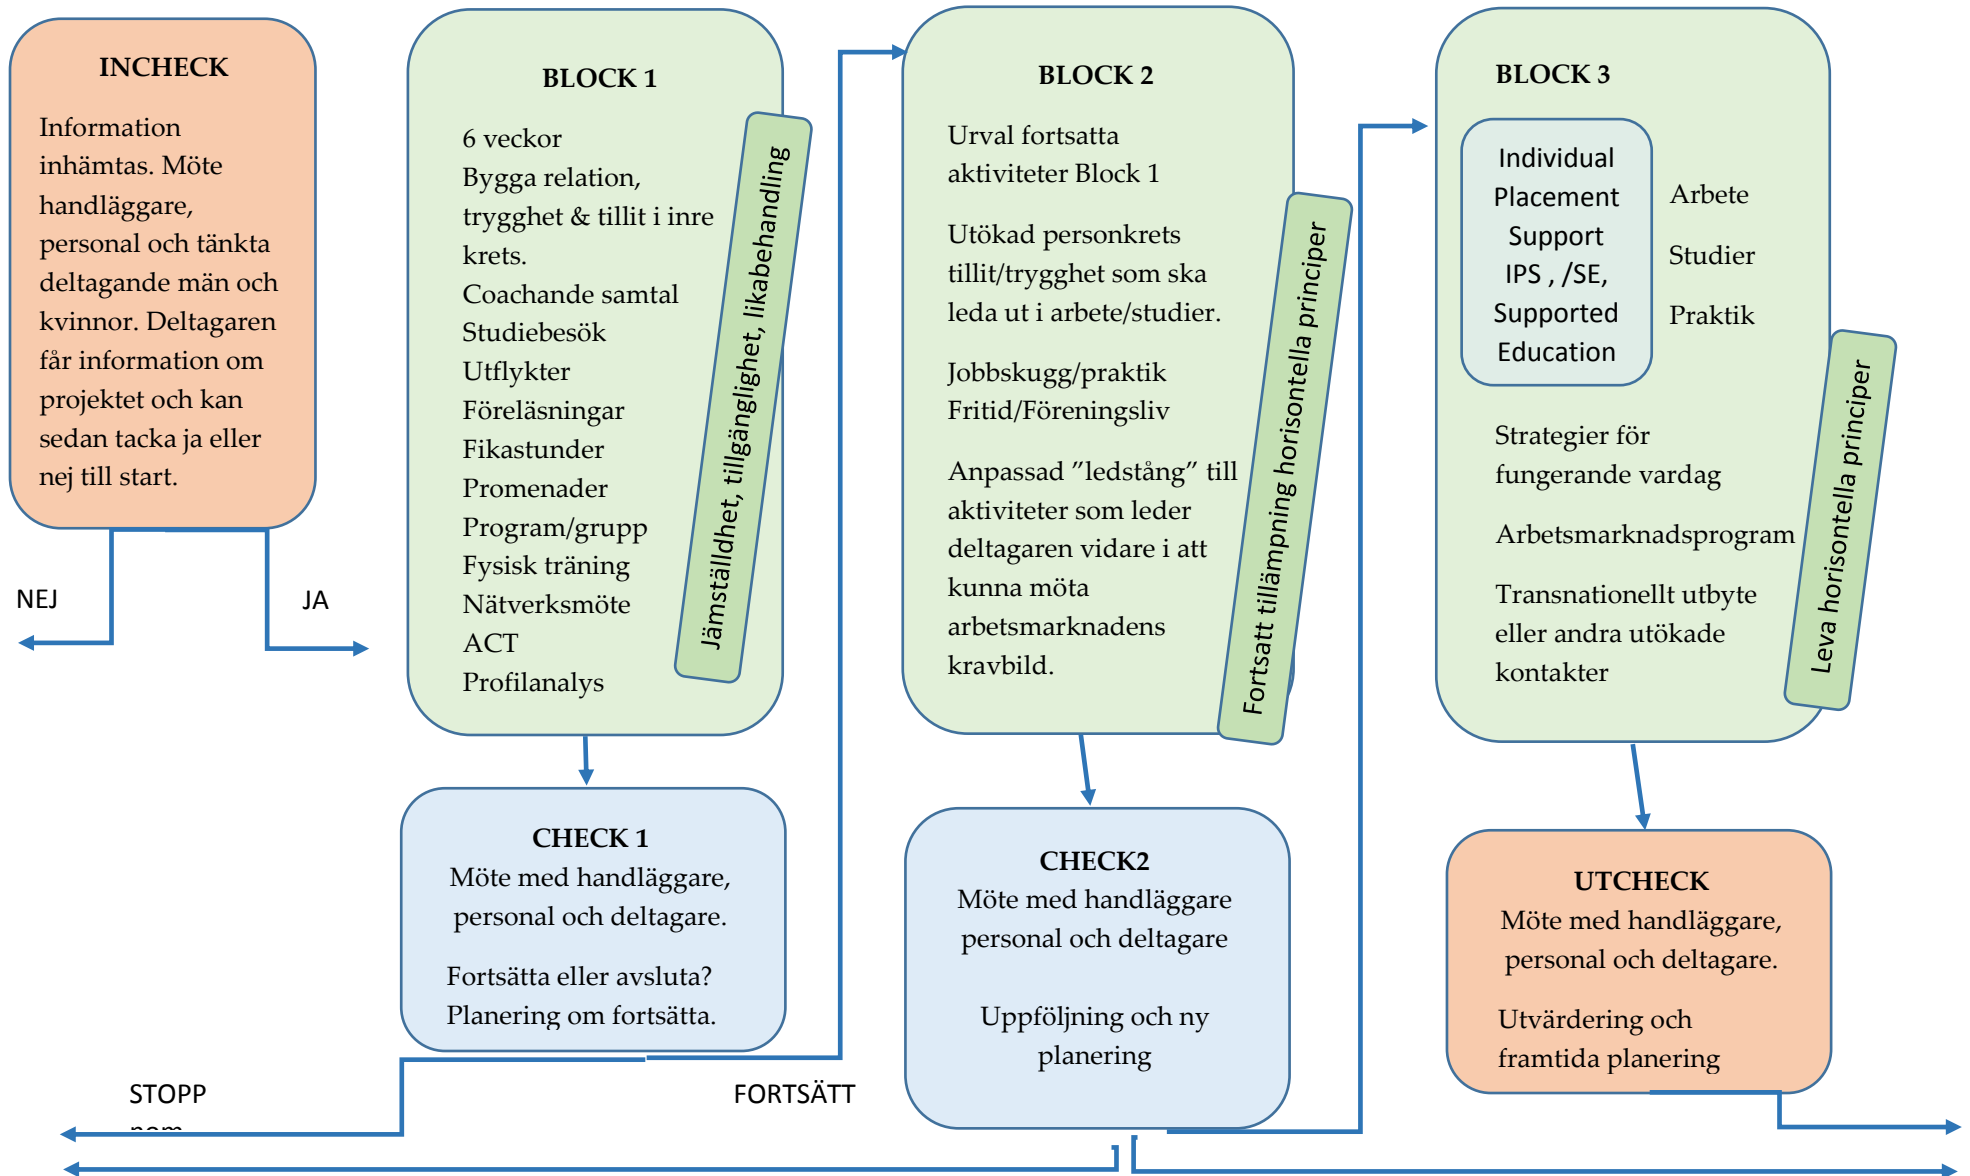 INCHECK
Information
inhämtas. Möte
handläggare,
personal och tänkta
deltagande män och
kvinnor. Deltagaren
får information om
projektet och kan
sedan tacka ja eller
nej till start.
NEJ
JA
BLOCK 1
6 veckor
Bygga relation,
trygghet & tillit i inre
krets.
Coachande samtal
Studiebesök
Utflykter
Föreläsningar
Fikastunder
Promenader
Program/grupp
Fysisk träning
Nätverksmöte
ACT
Profilanalys
Jämställdhet, tillgänglighet, likabehandling
CHECK 1
Möte med handläggare,
personal och deltagare.
Fortsätta eller avsluta?
Planering om fortsätta.
STOPP
FORTSÄTT
BLOCK 2
Urval fortsatta
aktiviteter Block 1
Utökad personkrets
tillit/trygghet som ska
leda ut i arbete/studier.
Jobbskugg/praktik
Fritid/Föreningsliv
Anpassad ”ledstång” till
aktiviteter som leder
deltagaren vidare i att
kunna möta
arbetsmarknadens
kravbild.
Fortsatt tillämpning horisontella principer
CHECK2
Möte med handläggare
personal och deltagare
Uppföljning och ny
planering
BLOCK 3
Individual
Placement
Support
IPS , /SE,
Supported
Education
Arbete
Studier
Praktik
Strategier för
fungerande vardag
Arbetsmarknadsprogram
Transnationellt utbyte
eller andra utökade
kontakter
Leva horisontella principer
UTCHECK
Möte med handläggare,
personal och deltagare.
Utvärdering och
framtida planering